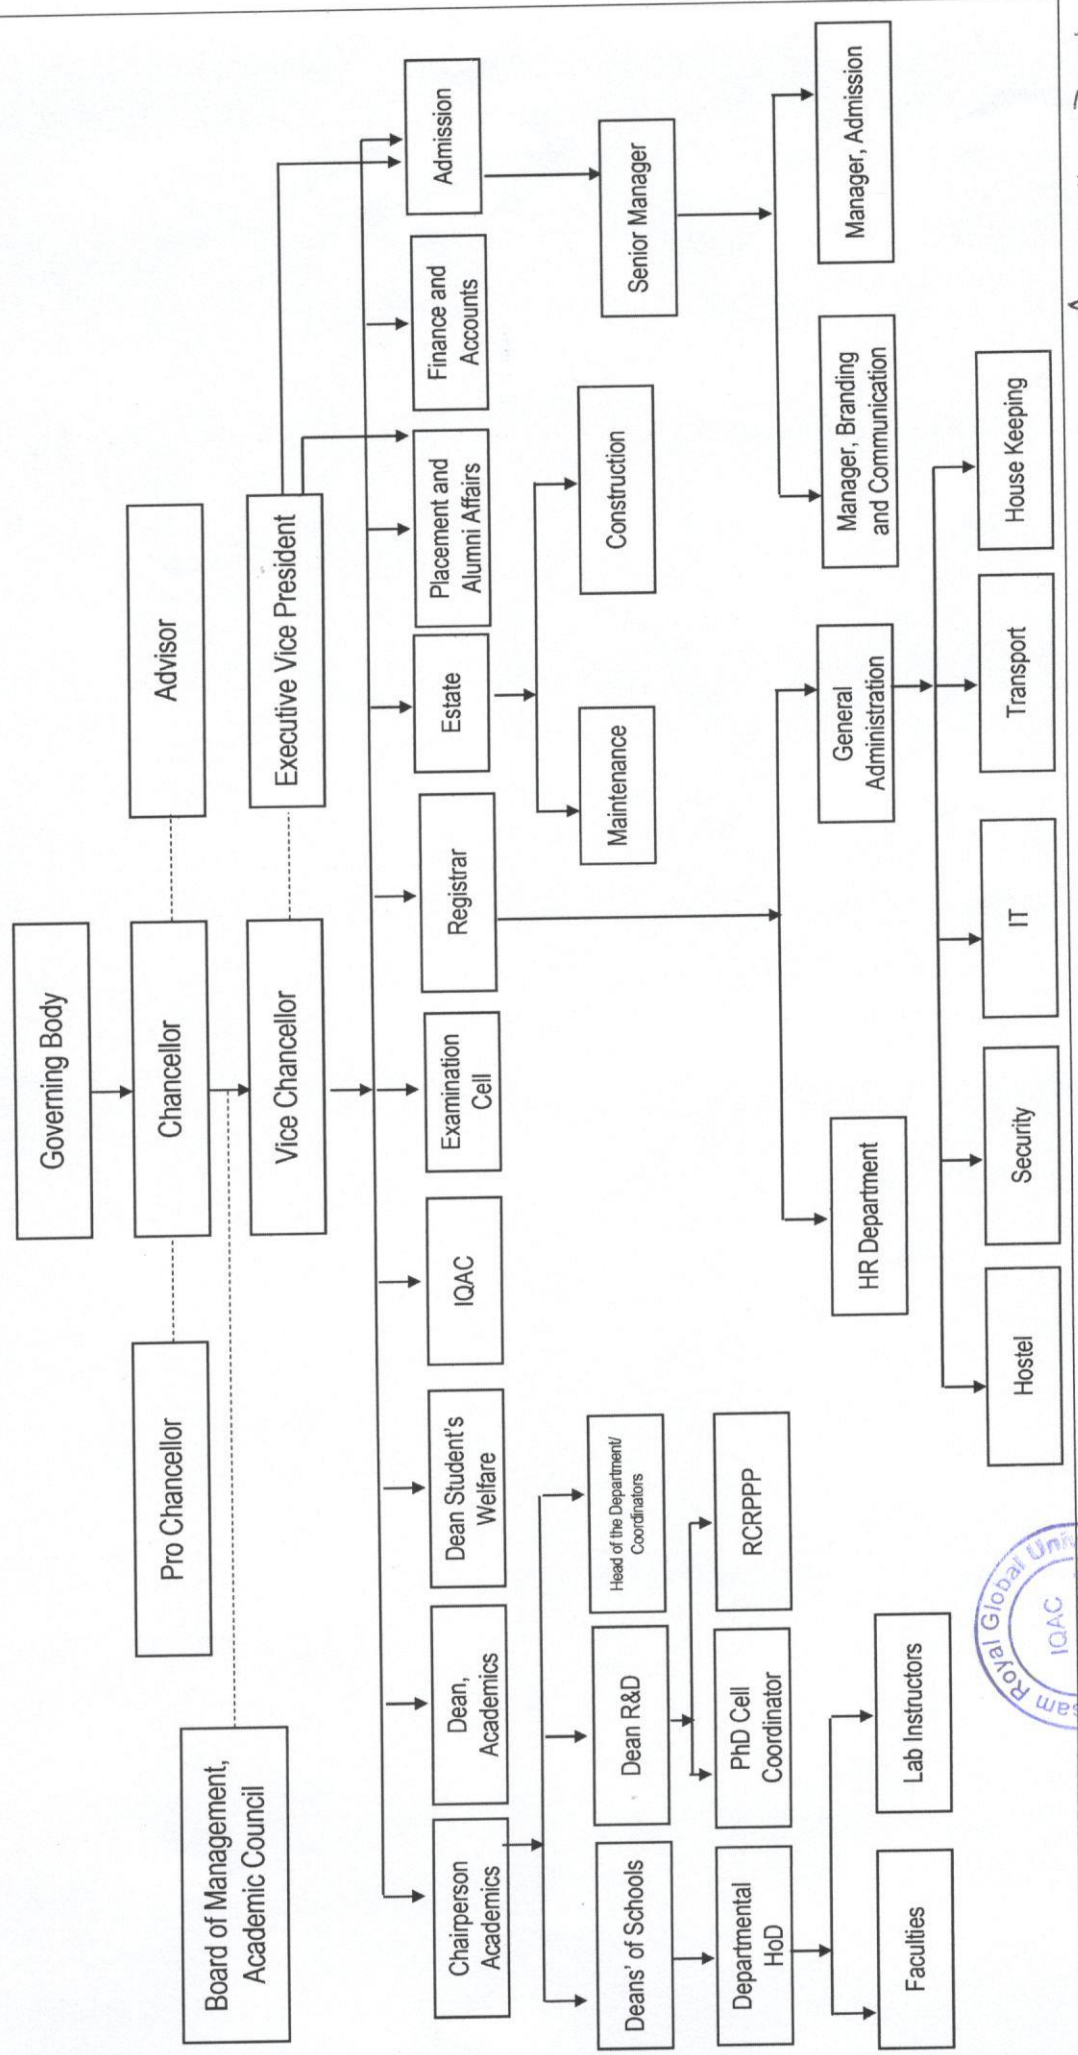 Governing Body
Pro Chancellor
Chancellor
Advisor
Board of Management,
Academic Council
Vice Chancellor
Executive Vice President
Chairperson
Academics
Dean,
Academics
Dean Student's
Welfare
IQAC
Examination
Cell
Registrar
Estate
Placement and
Alumni Affairs
Finance and
Accounts
Admission
Deans' of Schools
Dean R&D
Head of the Department/
Coordinators
Maintenance
Construction
Senior Manager
Departmental
HoD
PhD Cell
Coordinator
RCRPPP
HR Department
General
Administration
Manager, Branding
and Communication
Manager, Admission
Faculties
Lab Instructors
Hostel
Security
IT
Transport
House Keeping
Royal Global
IQAC